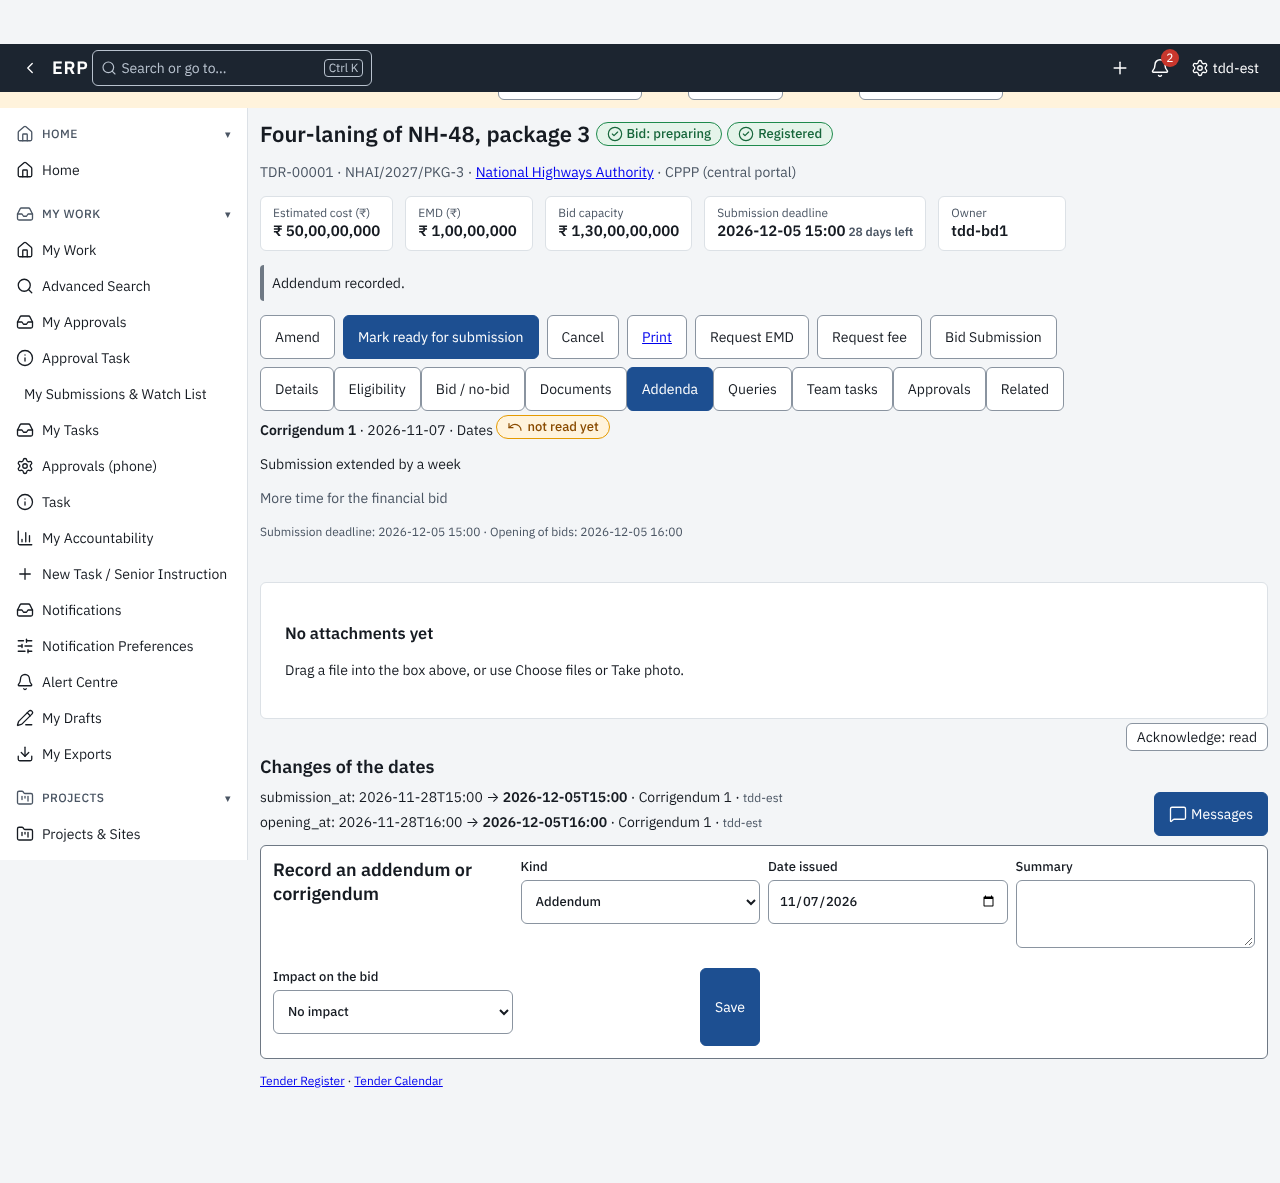 ERP
Search or go to...
Ctrl K
2
tdd-est
HOME
Home
MY WORK
My Work
Advanced Search
My Approvals
Approval Task
My Submissions & Watch List
My Tasks
Approvals (phone)
Task
My Accountability
New Task / Senior Instruction
Notifications
Notification Preferences
Alert Centre
My Drafts
My Exports
PROJECTS
Projects & Sites
Four-laning of NH-48, package 3 Bid: preparing Registered
TDR-00001 · NHAI/2027/PKG-3 · National Highways Authority · CPPP (central portal)
Estimated cost (₹)
₹ 50,00,00,000
EMD (₹)
₹ 1,00,00,000
Bid capacity
₹ 1,30,00,00,000
Submission deadline
2026-12-05 15:00 28 days left
Owner
tdd-bd1
Addendum recorded.
Amend Mark ready for submission Cancel Print Request EMD Request fee Bid Submission
Details Eligibility Bid / no-bid Documents Addenda Queries Team tasks Approvals Related
Corrigendum 1 · 2026-11-07 · Dates not read yet
Submission extended by a week
More time for the financial bid
Submission deadline: 2026-12-05 15:00 · Opening of bids: 2026-12-05 16:00
No attachments yet
Drag a file into the box above, or use Choose files or Take photo.
Acknowledge: read
Changes of the dates
submission_at: 2026-11-28T15:00 → 2026-12-05T15:00 · Corrigendum 1 · tdd-est
opening_at: 2026-11-28T16:00 → 2026-12-05T16:00 · Corrigendum 1 · tdd-est
Messages
Record an addendum or
corrigendum
Kind
Addendum
Date issued
11/07/2026
Summary
Impact on the bid
No impact
Save
Tender Register · Tender Calendar